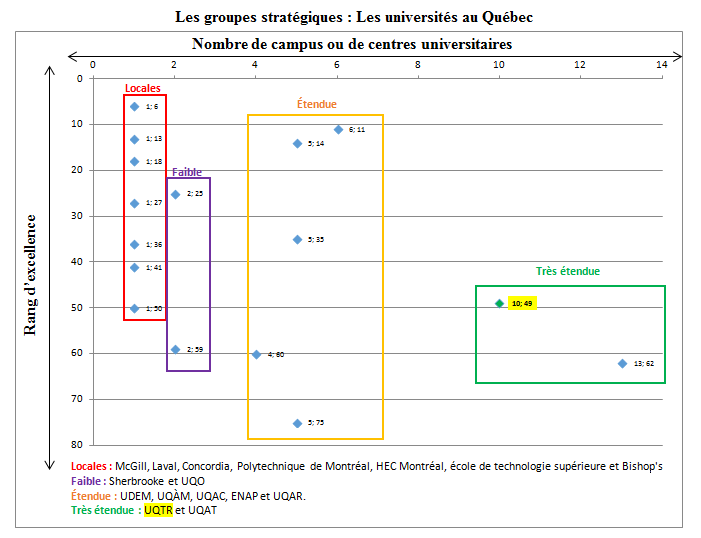 Les groupes stratégiques : Les universités au Québec
Nombre de campus ou de centres universitaires
0 2 4 6 8 10 12 14
Rang d'excellence
0
10
20
30
40
50
60
70
80
Locales
1; 6
1; 13
1; 18
1; 27
1; 36
1; 41
1; 50
Faible
2; 25
2; 59
Étendue
6; 11
5; 14
5; 35
4; 60
5; 75
Très étendue
10; 49
13; 62
Locales : McGill, Laval, Concordia, Polytechnique de Montréal, HEC Montréal, école de technologie supérieure et Bishop's
Faible : Sherbrooke et UQO
Étendue : UDEM, UQÀM, UQAC, ENAP et UQAR.
Très étendue : UQTR et UQAT